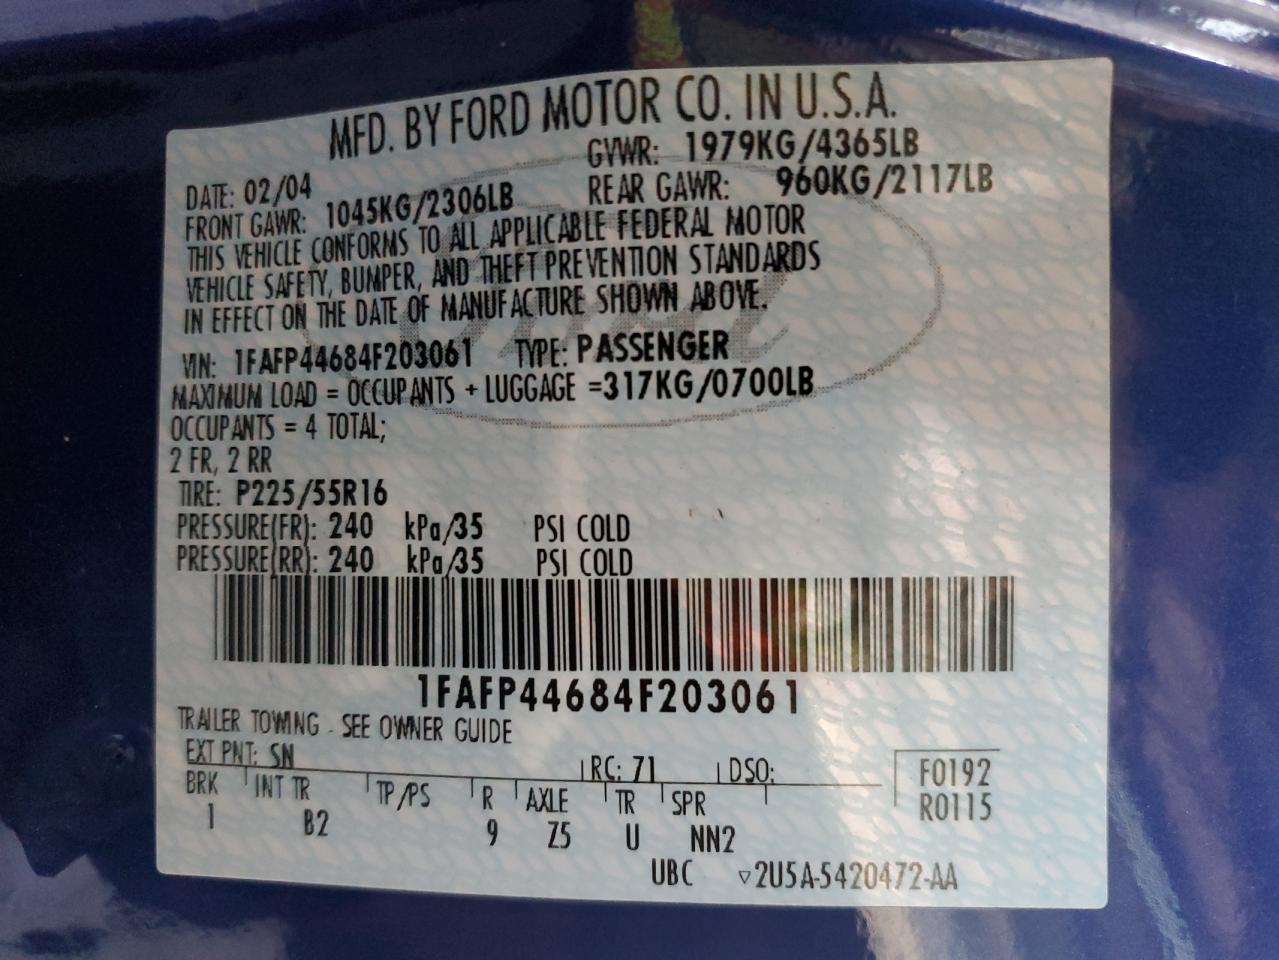 MFD. BY FORD MOTOR CO. IN U.S.A.
DATE: 02/04 GVWR: 1979KG/4365LB
FRONT GAWR: 1045KG/2306LB REAR GAWR: 960KG/2117LB
THIS VEHICLE CONFORMS TO ALL APPLICABLE FEDERAL MOTOR
VEHICLE SAFETY, BUMPER, AND THEFT PREVENTION STANDARDS
IN EFFECT ON THE DATE OF MANUFACTURE SHOWN ABOVE.
VIN: 1FAFP44684F203061 TYPE: PASSENGER
MAXIMUM LOAD = OCCUPANTS + LUGGAGE =317KG/0700LB
OCCUPANTS = 4 TOTAL;
2 FR, 2 RR
TIRE: P225/55R16
PRESSURE(FR): 240 kPa/35 PSI COLD
PRESSURE(RR): 240 kPa/35 PSI COLD
1FAFP44684F203061
TRAILER TOWING - SEE OWNER GUIDE
EXT PNT: SN RC: 71 DSO: F0192
BRK INT TR TP/PS R AXLE TR SPR R0115
1 B2 9 Z5 U NN2
UBC ▽2U5A-5420472-AA